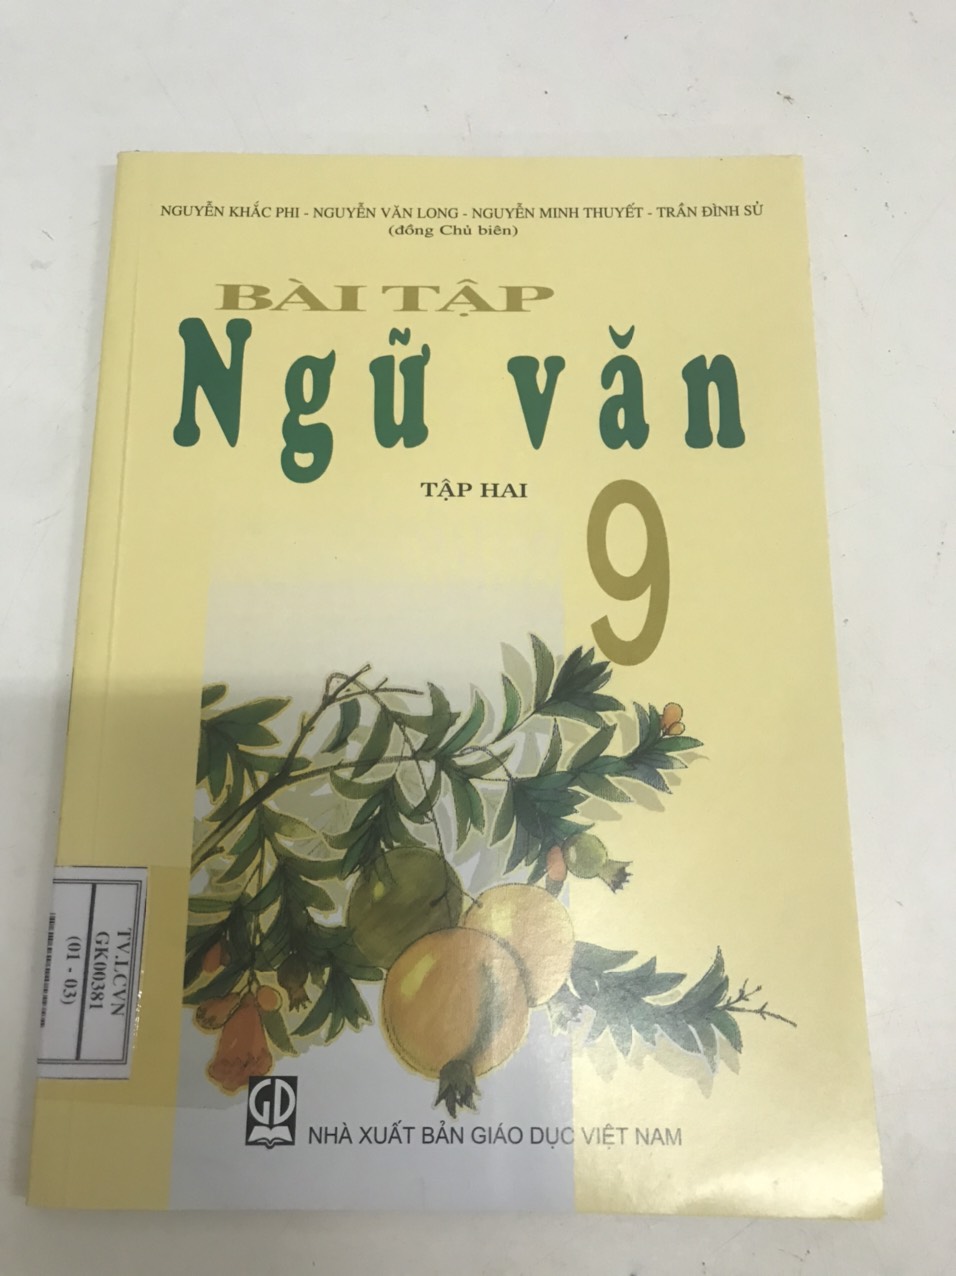 NGUYỄN KHẮC PHI - NGUYỄN VĂN LONG - NGUYỄN MINH THUYẾT - TRẦN ĐÌNH SỬ
(đồng Chủ biên)
BÀI TẬP
Ngữ văn
TẬP HAI
9
TV.LCVN
GK00381
(01 - 03)
GD
NHÀ XUẤT BẢN GIÁO DỤC VIỆT NAM